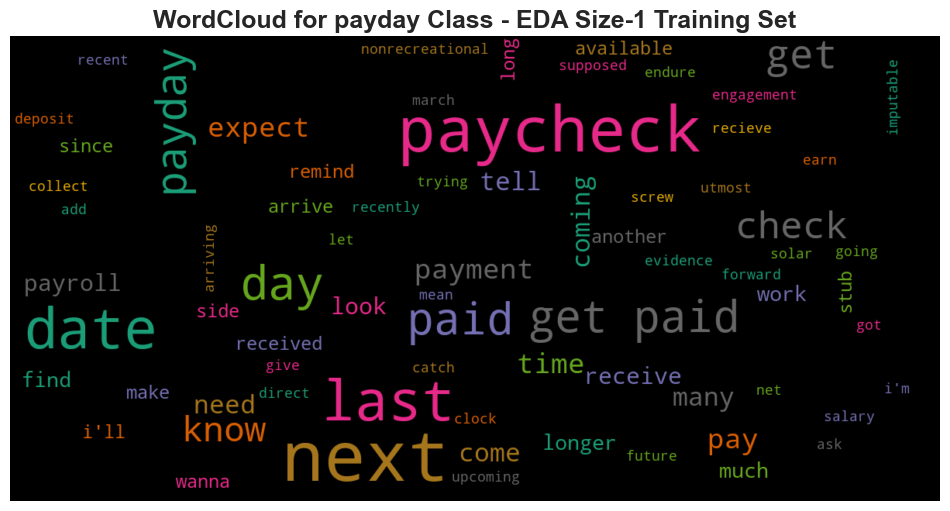 WordCloud for payday Class - EDA Size-1 Training Set
nonrecreational
long
available
get
recent
payday
supposed
endure
imputable
march
engagement
deposit
expect
paycheck
recieve
since
remind
trying
tell
earn
collect
coming
screw
utmost
add
arrive
recently
check
arriving
let
another
evidence
solar
going
payroll
day
payment
forward
stub
date
side
look
mean
paid
get paid
work
got
received
find
give
catch
time
receive
make
direct
many
net
i'm
need
last
clock
salary
i'll
know
next
come
longer
pay
ask
future
much
wanna
upcoming